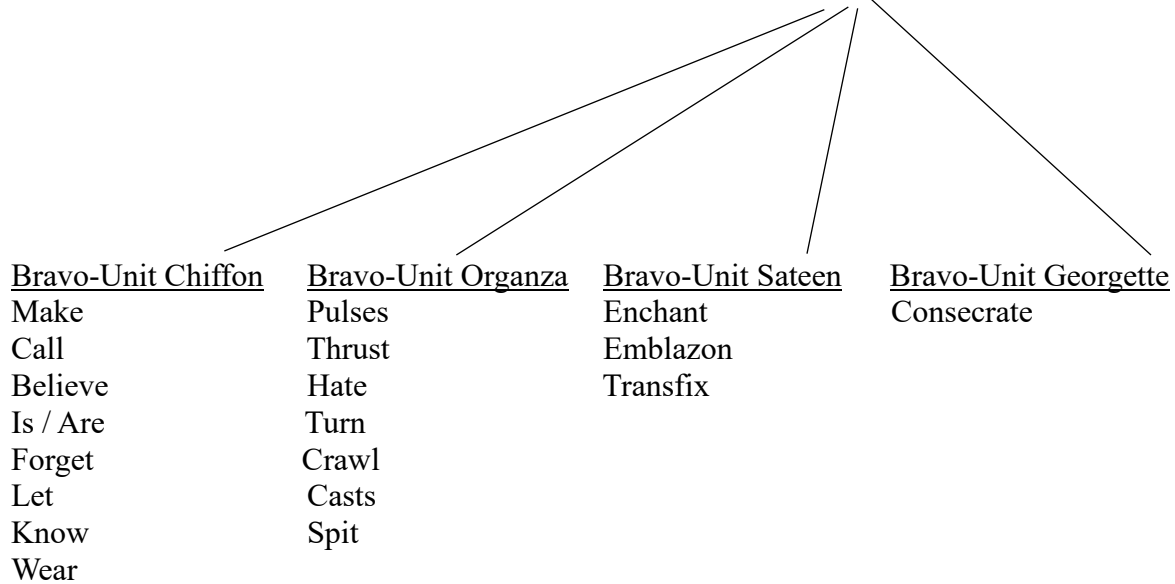 Bravo-Unit Chiffon Bravo-Unit Organza Bravo-Unit Sateen Bravo-Unit Georgette
Make Pulses Enchant Consecrate
Call Thrust Emblazon
Believe Hate Transfix
Is / Are Turn
Forget Crawl
Let Casts
Know Spit
Wear